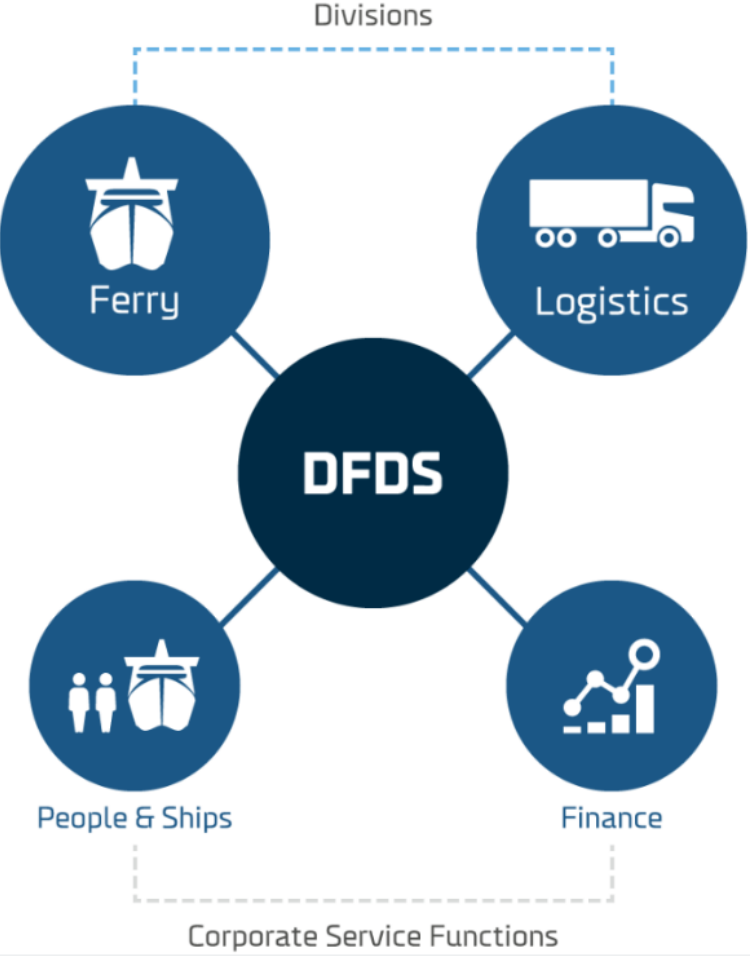 Divisions
Ferry
Logistics
DFDS
People & Ships
Finance
Corporate Service Functions